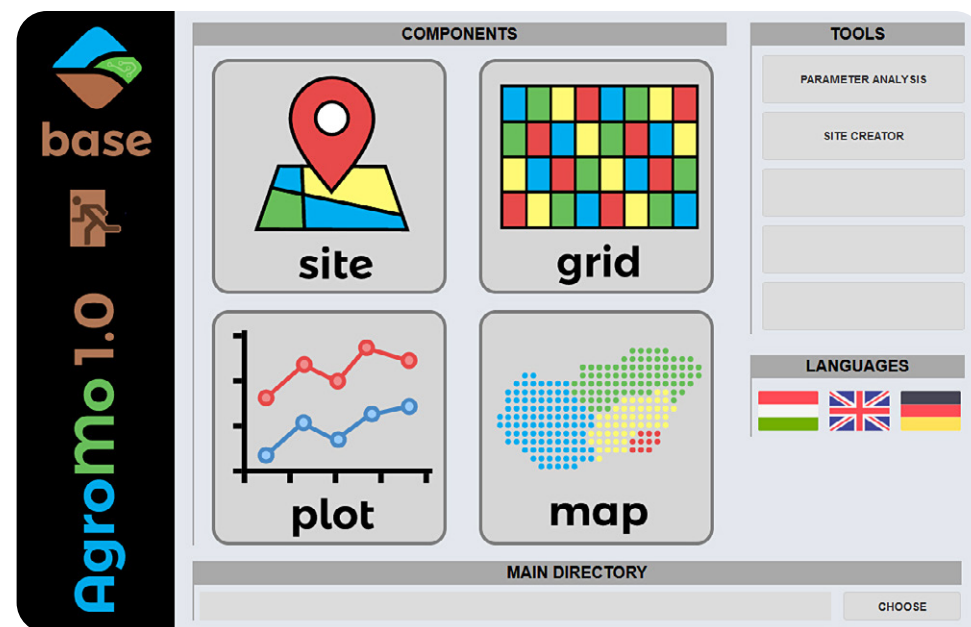 base
AgroMo 1.0
COMPONENTS
site
grid
plot
map
TOOLS
PARAMETER ANALYSIS
SITE CREATOR
LANGUAGES
MAIN DIRECTORY
CHOOSE